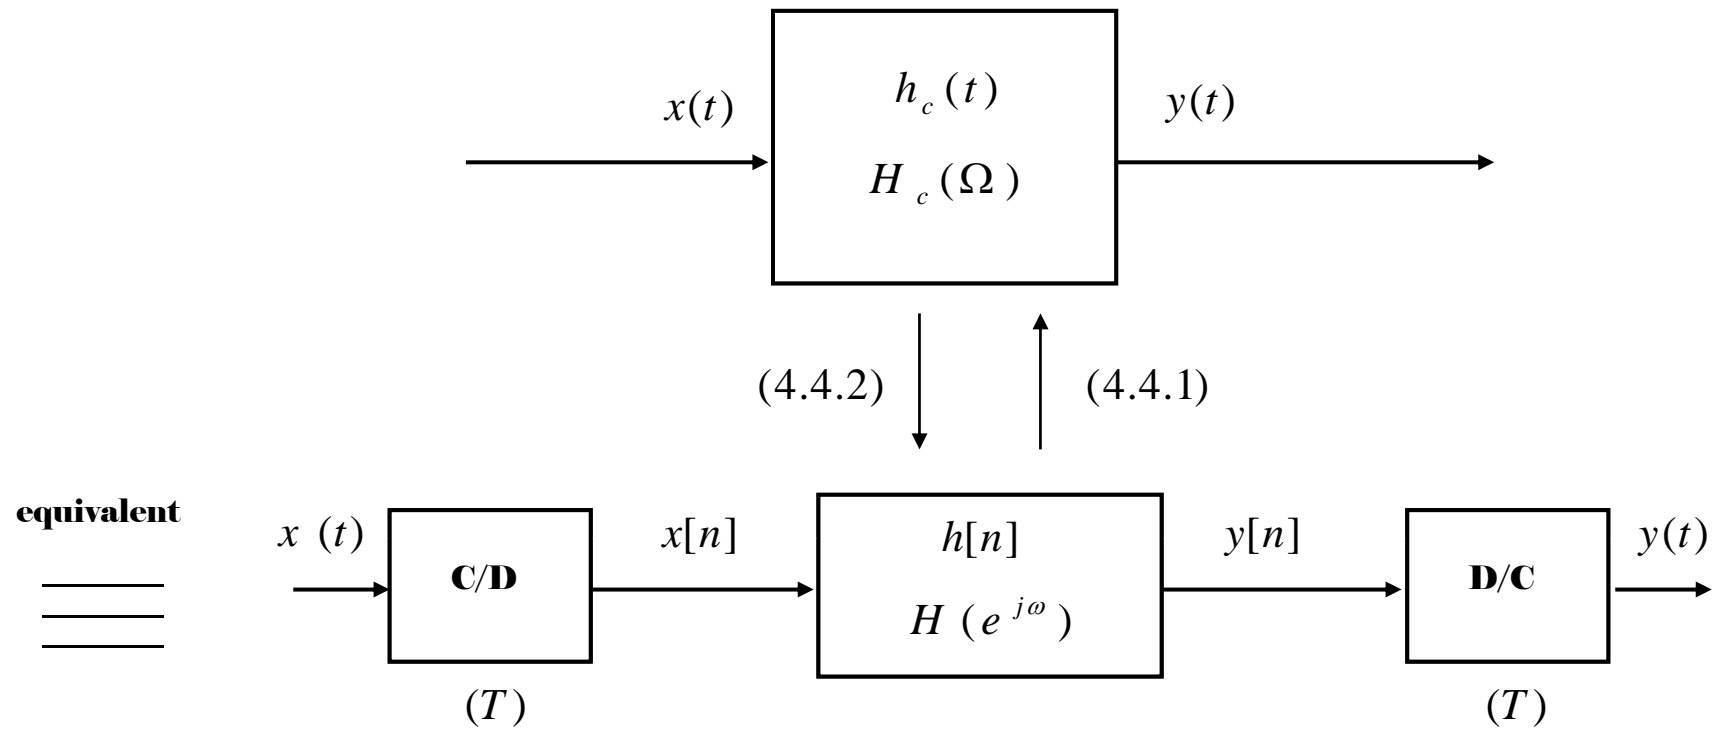 x(t)
h_c(t)
y(t)
H_c(Ω)
(4.4.2)
(4.4.1)
equivalent
x (t)
C/D
x[n]
h[n]
H (e^{jω})
y[n]
D/C
y(t)
(T)
(T)